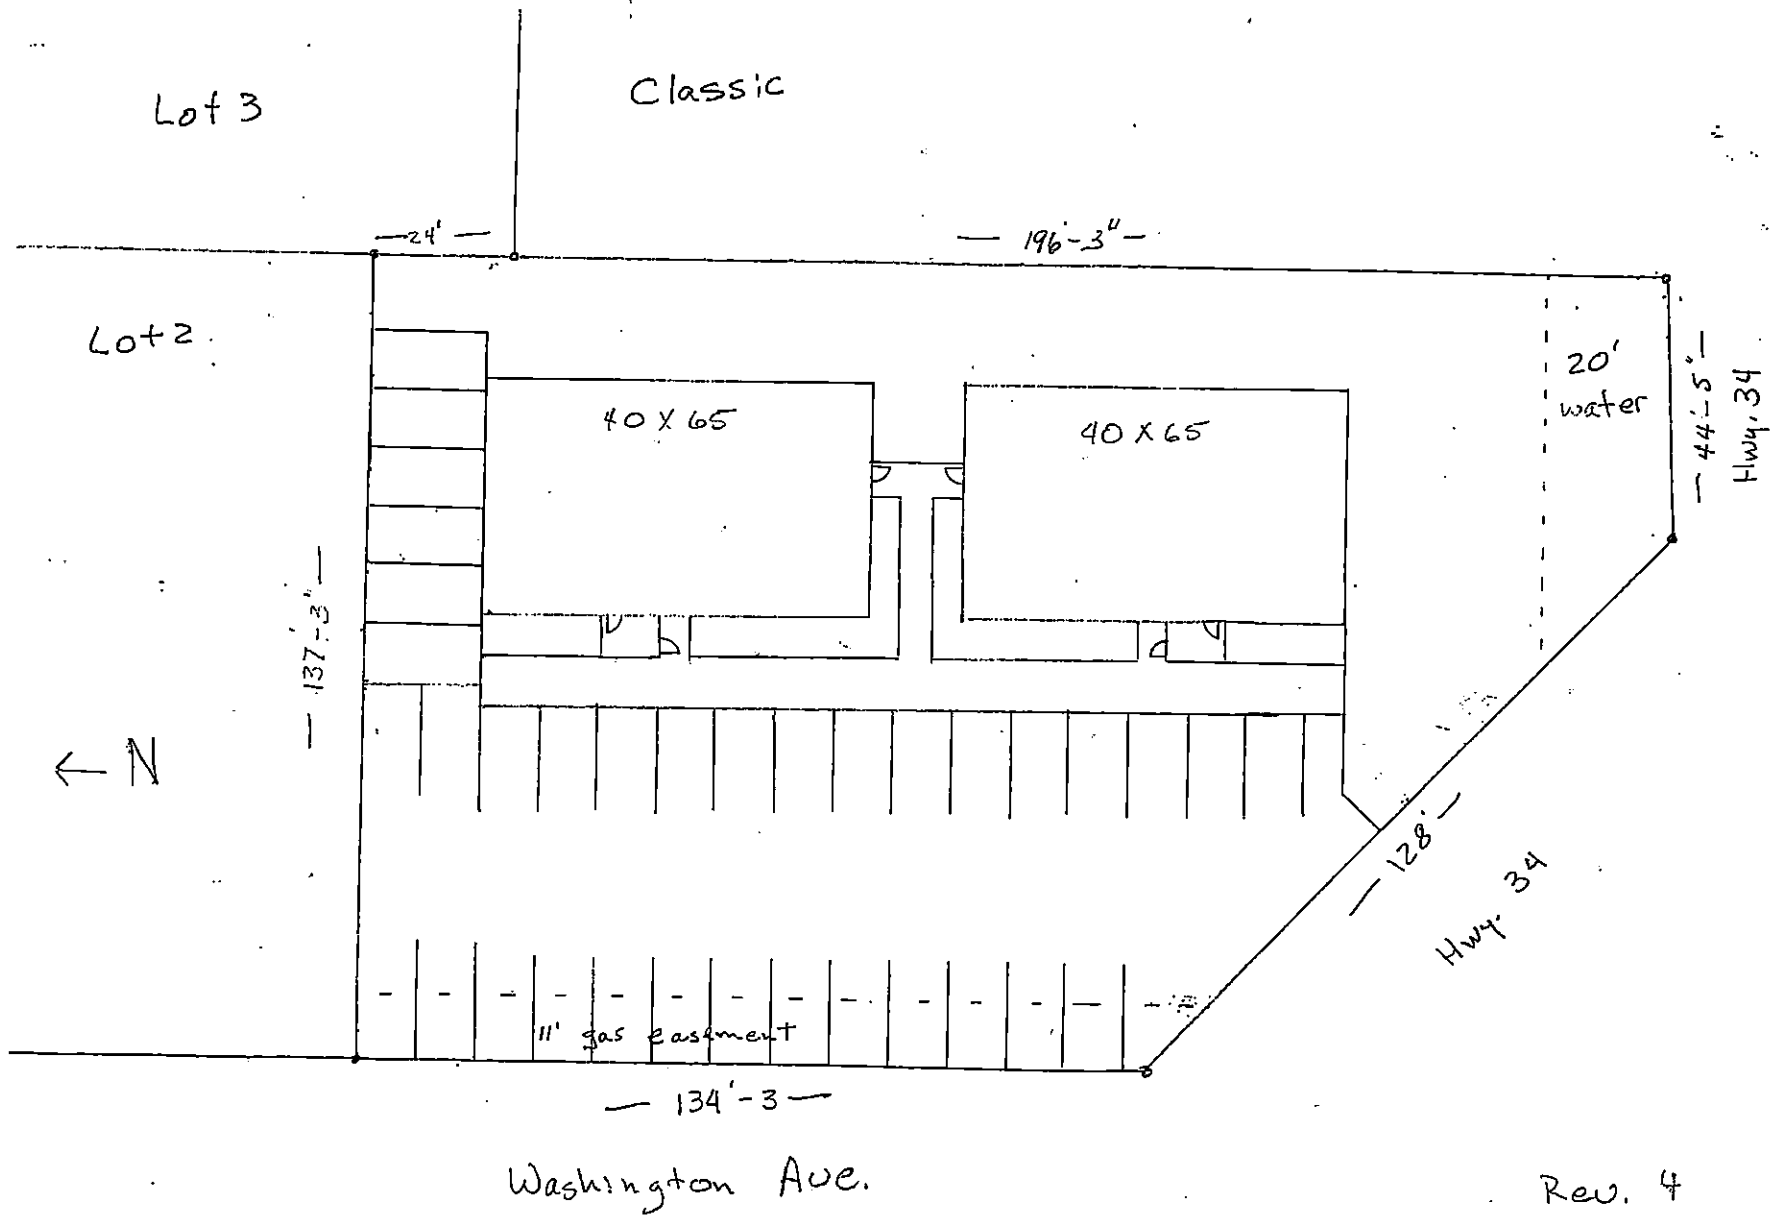 Lot 3
Classic
24'
196'-3"
Lot 2
40 X 65
40 X 65
20'
water
44'-5"
Hwy. 34
137'-3"
← N
128'
Hwy. 34
11' gas easement
134'-3
Washington Ave.
Rev. 4